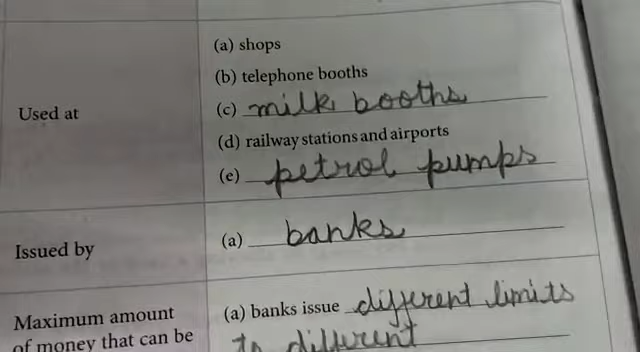 (a) shops
(b) telephone booths
Used at
(c) milk booths
(d) railway stations and airports
(e) petrol pumps
Issued by
(a) banks
Maximum amount
of money that can be
(a) banks issue different limits
to different